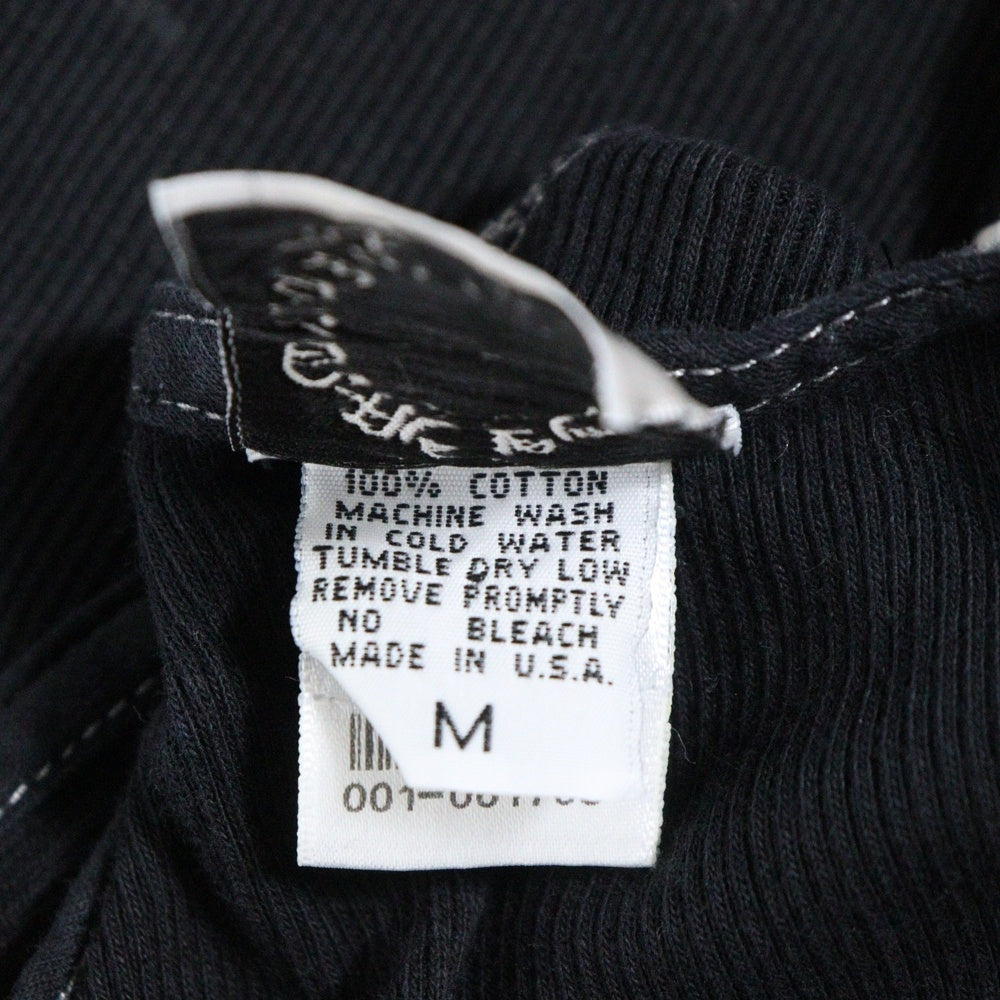 100% COTTON
MACHINE WASH
IN COLD WATER
TUMBLE DRY LOW
REMOVE PROMPTLY
NO BLEACH
MADE IN U.S.A.
M